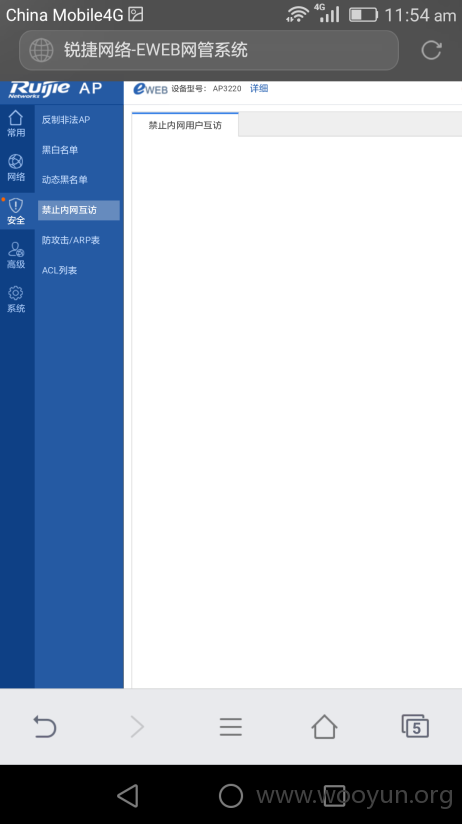 China Mobile4G 4G 11:54 am
锐捷网络-EWEB网管系统
Ruijie AP
Networks
eWEB 设备型号： AP3220 详细
禁止内网用户互访
常用
网络
安全
高级
系统
反制非法AP
黑白名单
动态黑名单
禁止内网互访
防攻击/ARP表
ACL列表
5
www.wooyun.org